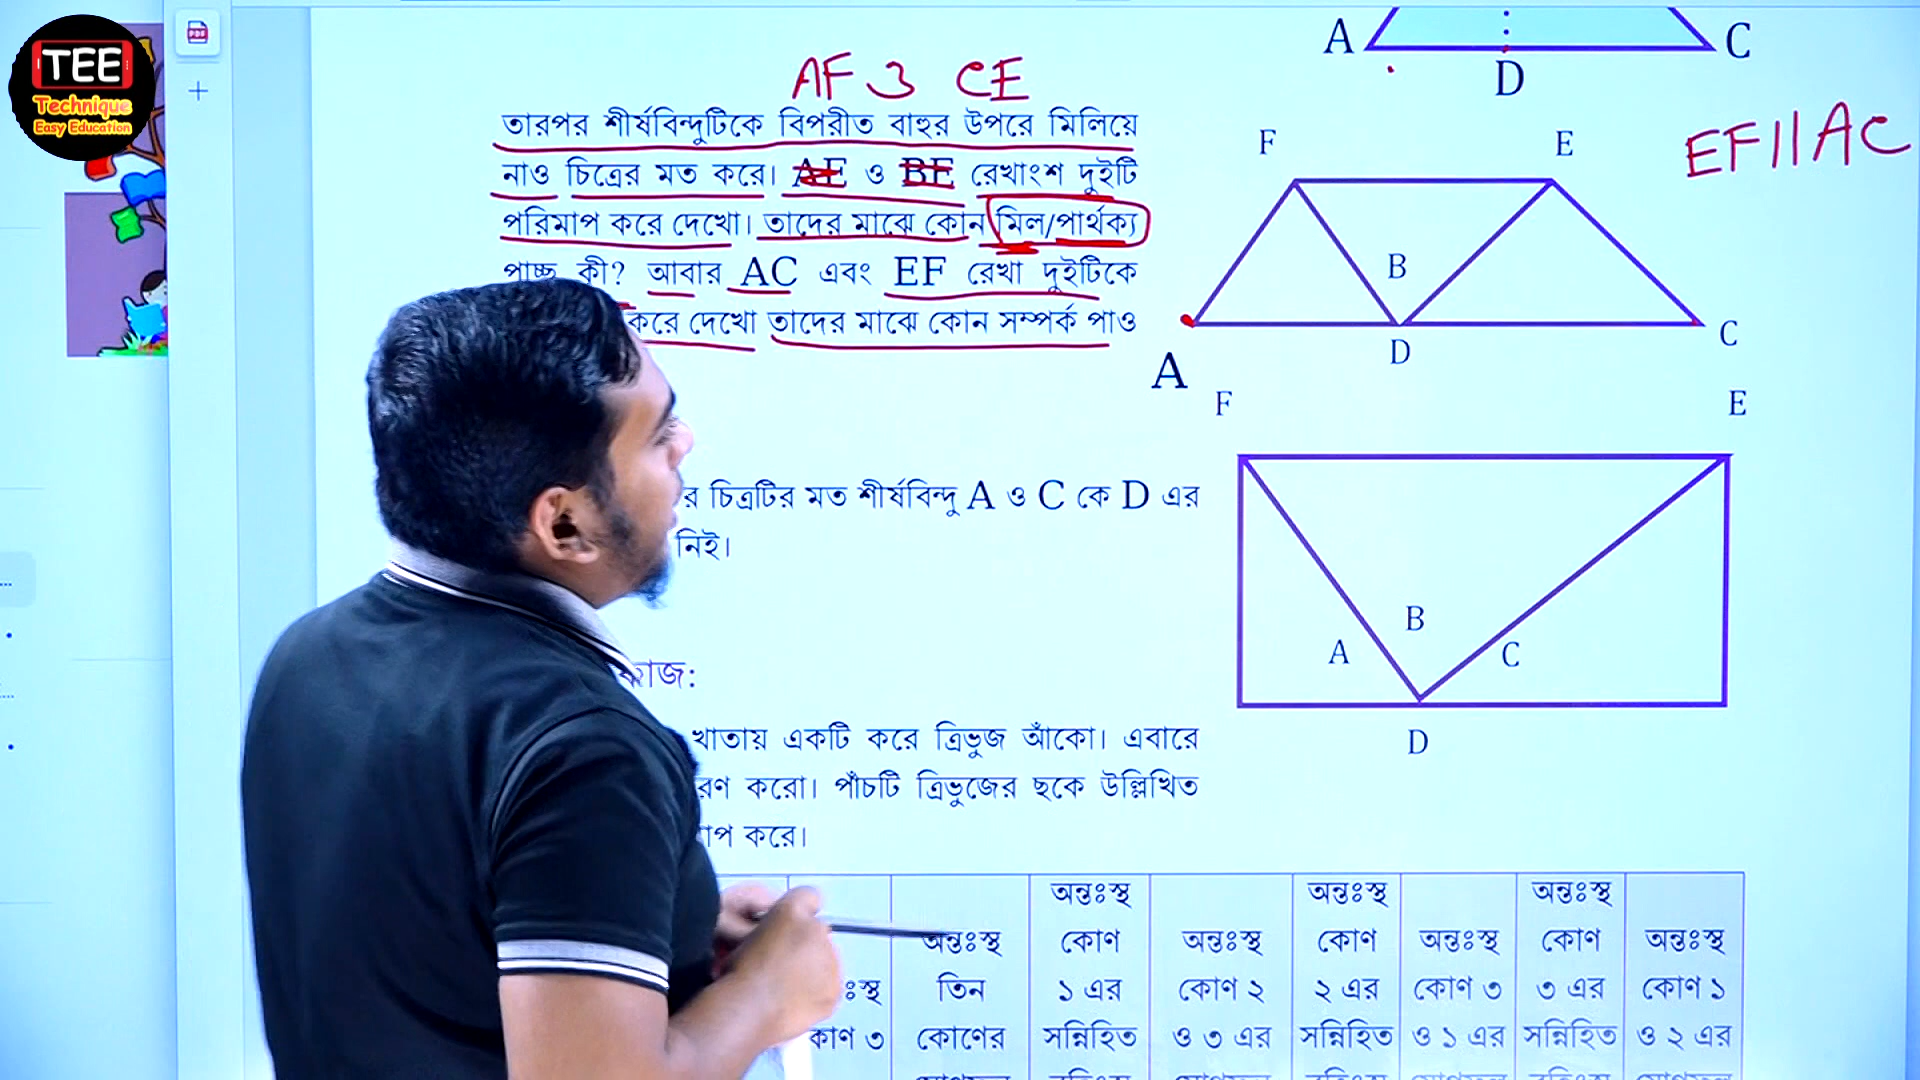 TEE
Technique
Easy Education
A
C
D
AF ও CE
তারপর শীর্ষবিন্দুটিকে বিপরীত বাহুর উপরে মিলিয়ে
নাও চিত্রের মত করে। AE ও BE রেখাংশ দুইটি
পরিমাপ করে দেখো। তাদের মাঝে কোন মিল/পার্থক্য
পাচ্ছ কী? আবার AC এবং EF রেখা দুইটিকে
করে দেখো তাদের মাঝে কোন সম্পর্ক পাও
F
E
EF || AC
B
A
D
C
F
E
র চিত্রটির মত শীর্ষবিন্দু A ও C কে D এর
নিই।
B
A
C
D
কাজ:
খাতায় একটি করে ত্রিভুজ আঁকো। এবারে
রণ করো। পাঁচটি ত্রিভুজের ছকে উল্লিখিত
াপ করে।
ঃস্থ
কোণ ৩
অন্তঃস্থ
তিন
কোণের
অন্তঃস্থ
কোণ
১ এর
সন্নিহিত
অন্তঃস্থ
কোণ ২
ও ৩ এর
অন্তঃস্থ
কোণ
২ এর
সন্নিহিত
অন্তঃস্থ
কোণ ৩
ও ১ এর
অন্তঃস্থ
কোণ
৩ এর
সন্নিহিত
অন্তঃস্থ
কোণ ১
ও ২ এর